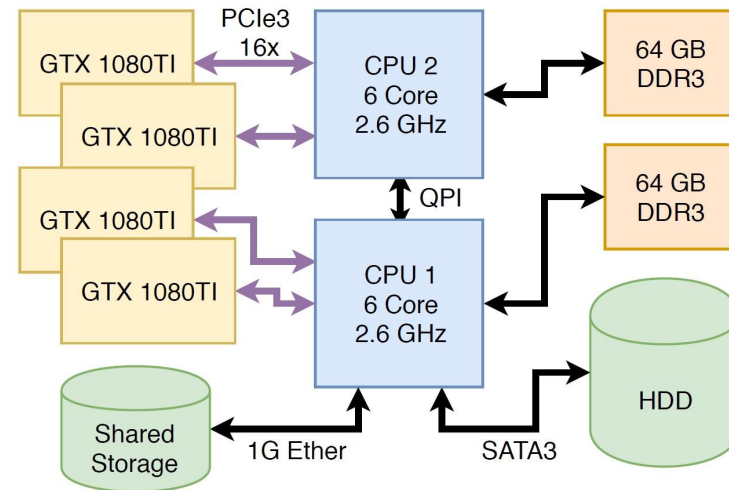 GTX 1080TI
PCIe3
16x
GTX 1080TI
CPU 2
6 Core
2.6 GHz
64 GB
DDR3
QPI
GTX 1080TI
GTX 1080TI
CPU 1
6 Core
2.6 GHz
64 GB
DDR3
Shared
Storage
1G Ether
SATA3
HDD